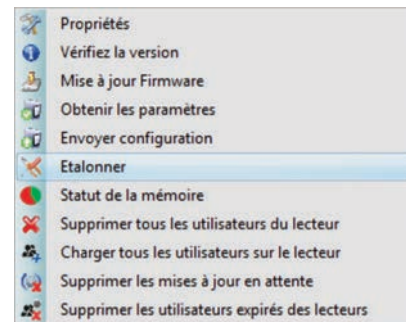 Propriétés
Vérifiez la version
Mise à jour Firmware
Obtenir les paramètres
Envoyer configuration
Etalonner
Statut de la mémoire
Supprimer tous les utilisateurs du lecteur
Charger tous les utilisateurs sur le lecteur
Supprimer les mises à jour en attente
Supprimer les utilisateurs expirés des lecteurs